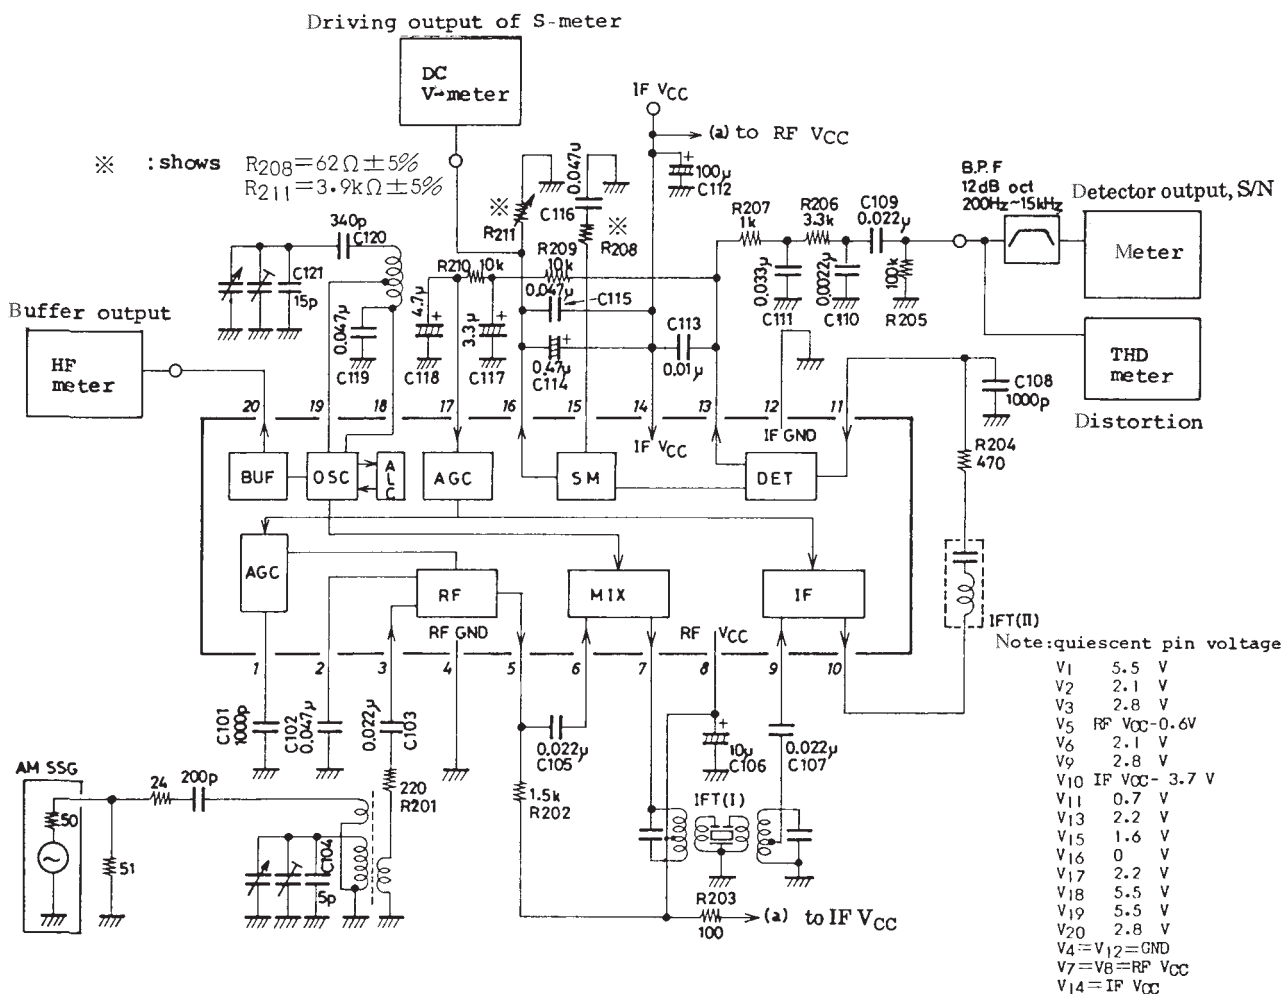 Driving output of S-meter
DC
V-meter
IF VCC
(a) to RF VCC
※ : shows R208=62Ω±5%
R211=3.9kΩ±5%
100μ
C112
B.P.F
12dB oct
200Hz~15kHz
Detector output, S/N
Meter
340p
C120
C121
15p
0.047μ
C119
※
R211
0.047μ
C116
※
R208
R210
10k
R209
10k
0.047μ
C115
4.7μ
C118
3.3μ
C117
0.47μ
C114
C113
0.01μ
R207
1k
R206
3.3k
C109
0.022μ
0.033μ
C111
0.0022μ
C110
100k
R205
THD
meter
Distortion
Buffer output
HF
meter
C108
1000p
R204
470
20 19 18 17 16 15 14 13 12 11
IF VCC
IF GND
BUF
OSC
ALC
AGC
SM
DET
AGC
RF
MIX
IF
RF GND
RF VCC
IFT(II)
1 2 3 4 5 6 7 8 9 10
C101
1000p
C102
0.047μ
0.022μ
C103
0.022μ
C105
10μ
C106
0.022μ
C107
220
R201
1.5k
R202
IFT(I)
AM SSG
50
24
200p
51
C104
5p
R203
100
(a) to IF VCC
Note:quiescent pin voltage
V1 5.5 V
V2 2.1 V
V3 2.8 V
V5 RF VCC-0.6V
V6 2.1 V
V9 2.8 V
V10 IF VCC- 3.7 V
V11 0.7 V
V13 2.2 V
V15 1.6 V
V16 0 V
V17 2.2 V
V18 5.5 V
V19 5.5 V
V20 2.8 V
V4=V12=GND
V7=V8=RF VCC
V14=IF VCC